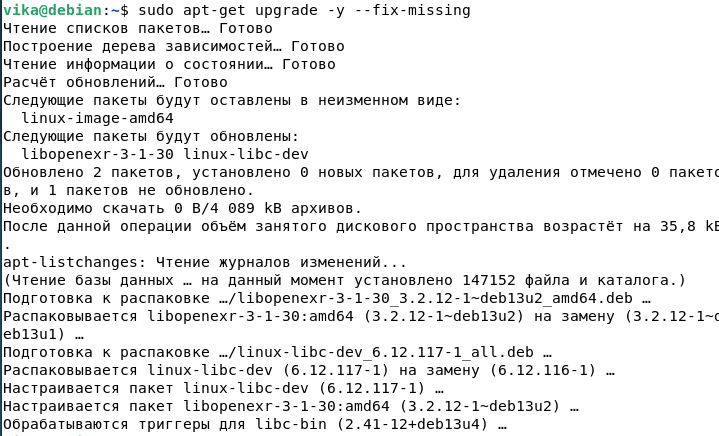 vika@debian:~$ sudo apt-get upgrade -y --fix-missing
Чтение списков пакетов… Готово
Построение дерева зависимостей… Готово
Чтение информации о состоянии… Готово
Расчёт обновлений… Готово
Следующие пакеты будут оставлены в неизменном виде:
  linux-image-amd64
Следующие пакеты будут обновлены:
  libopenexr-3-1-30 linux-libc-dev
Обновлено 2 пакетов, установлено 0 новых пакетов, для удаления отмечено 0 пакето
в, и 1 пакетов не обновлено.
Необходимо скачать 0 B/4 089 kB архивов.
После данной операции объём занятого дискового пространства возрастёт на 35,8 kB
.
apt-listchanges: Чтение журналов изменений...
(Чтение базы данных … на данный момент установлено 147152 файла и каталога.)
Подготовка к распаковке …/libopenexr-3-1-30_3.2.12-1~deb13u2_amd64.deb …
Распаковывается libopenexr-3-1-30:amd64 (3.2.12-1~deb13u2) на замену (3.2.12-1~d
eb13u1) …
Подготовка к распаковке …/linux-libc-dev_6.12.117-1_all.deb …
Распаковывается linux-libc-dev (6.12.117-1) на замену (6.12.116-1) …
Настраивается пакет linux-libc-dev (6.12.117-1) …
Настраивается пакет libopenexr-3-1-30:amd64 (3.2.12-1~deb13u2) …
Обрабатываются триггеры для libc-bin (2.41-12+deb13u4) …